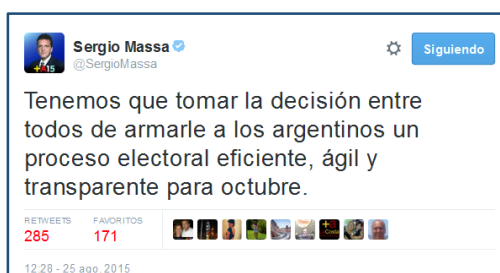 Sergio Massa
@SergioMassa
Siguiendo
Tenemos que tomar la decisión entre
todos de armarle a los argentinos un
proceso electoral eficiente, ágil y
transparente para octubre.
RETWEETS FAVORITOS
285 171
12:28 - 25 ago. 2015